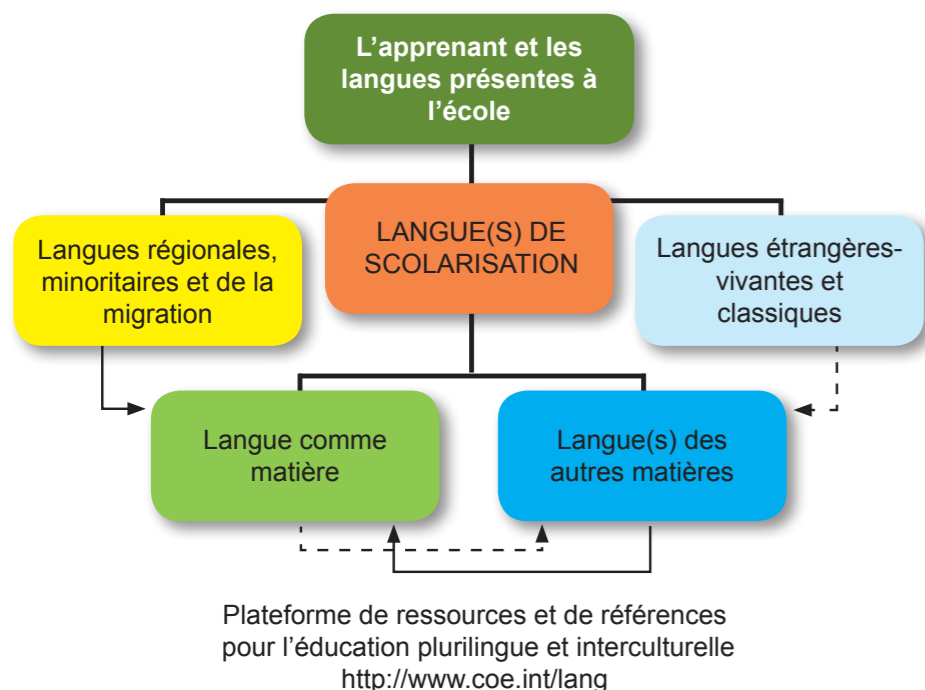 L’apprenant et les
langues présentes à
l’école
LANGUE(S) DE
SCOLARISATION
Langues régionales,
minoritaires et de la
migration
Langues étrangères-
vivantes et
classiques
Langue comme
matière
Langue(s) des
autres matières
Plateforme de ressources et de références
pour l’éducation plurilingue et interculturelle
http://www.coe.int/lang